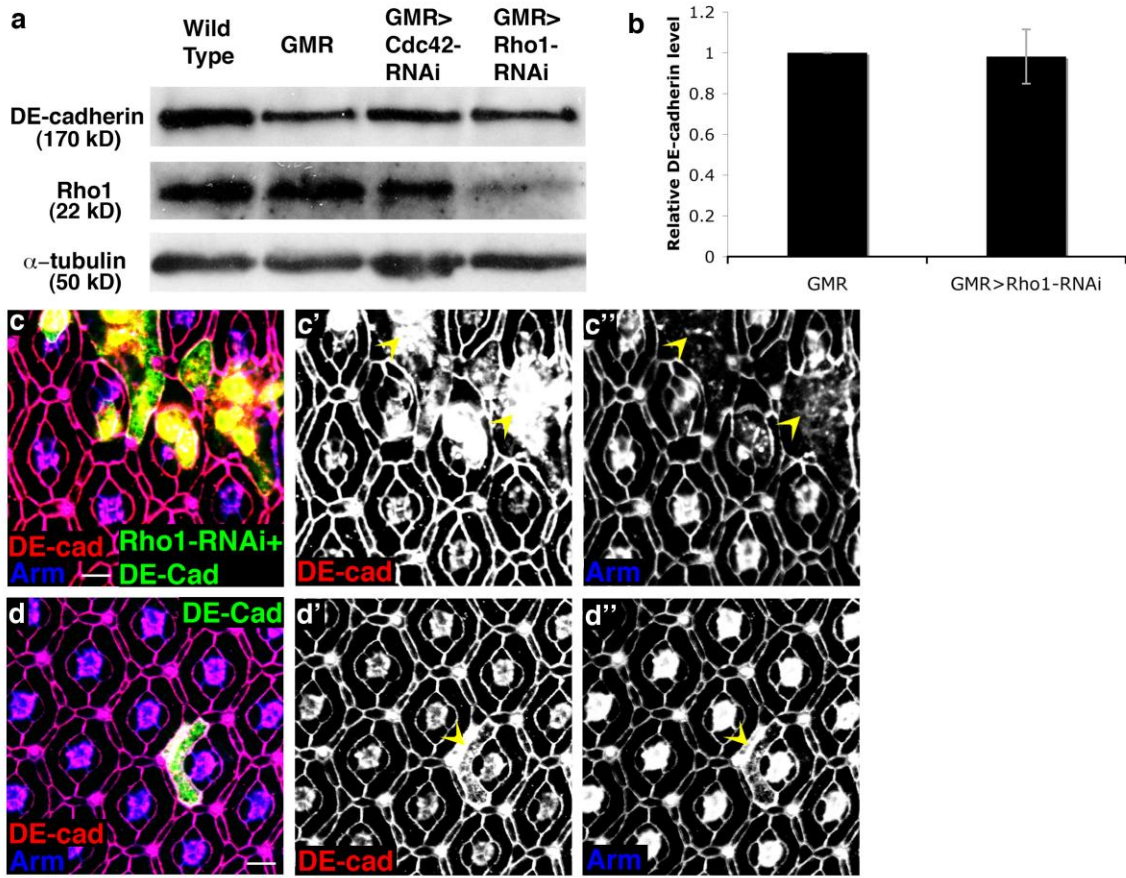 a
Wild
Type
GMR
GMR>
Cdc42-
RNAi
GMR>
Rho1-
RNAi
DE-cadherin
(170 kD)
Rho1
(22 kD)
α-tubulin
(50 kD)
b
Relative DE-cadherin level
1.2
1
0.8
0.6
0.4
0.2
0
GMR
GMR>Rho1-RNAi
c
DE-cad
Arm
Rho1-RNAi+
DE-Cad
c'
DE-cad
c''
Arm
d
DE-Cad
DE-cad
Arm
d'
DE-cad
d''
Arm